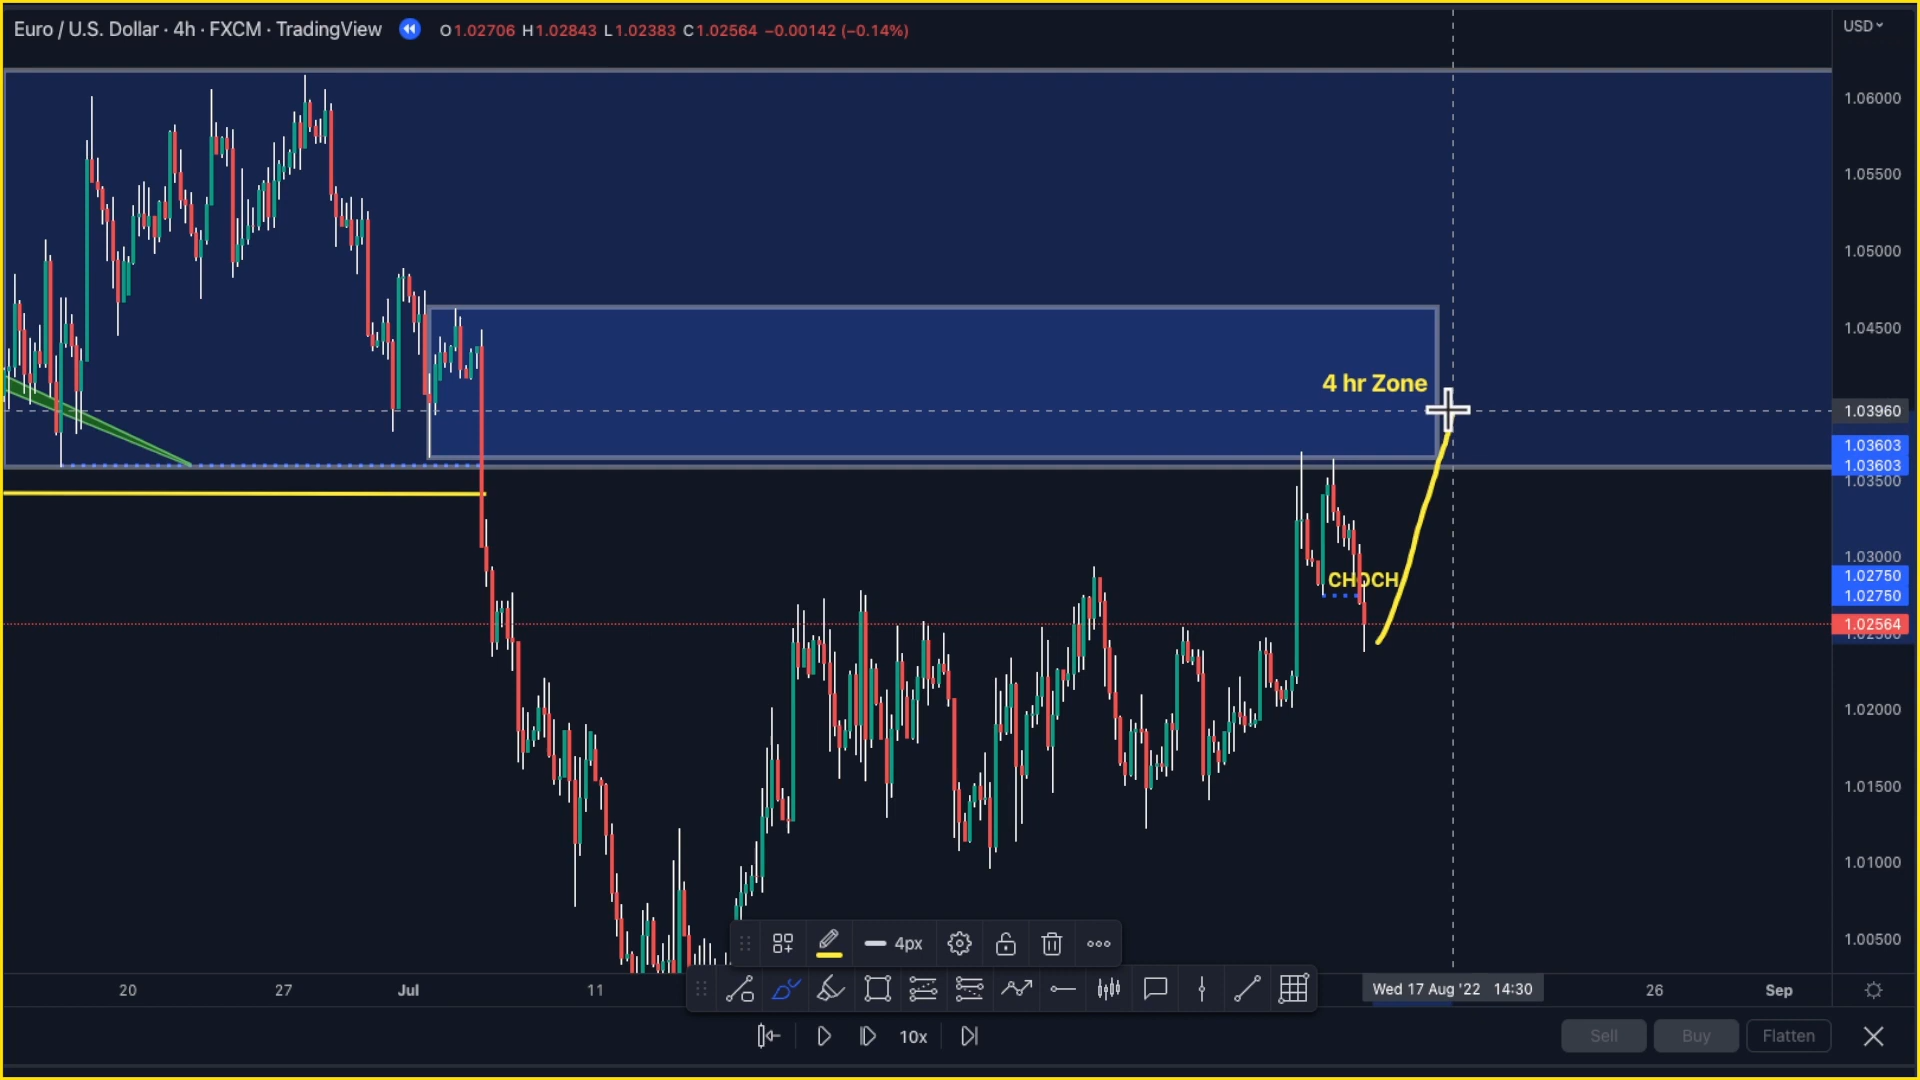 Euro / U.S. Dollar · 4h · FXCM · TradingView O1.02706 H1.02843 L1.02383 C1.02564 −0.00142 (−0.14%)
USD
1.06000
1.05500
1.05000
1.04500
4 hr Zone
1.03960
1.03603
1.03603
1.03500
1.03000
CHOCH
1.02750
1.02750
1.02564
1.02500
1.02000
1.01500
1.01000
1.00500
4px
20 27 Jul 11 Wed 17 Aug '22 14:30 26 Sep
10x
Sell Buy Flatten